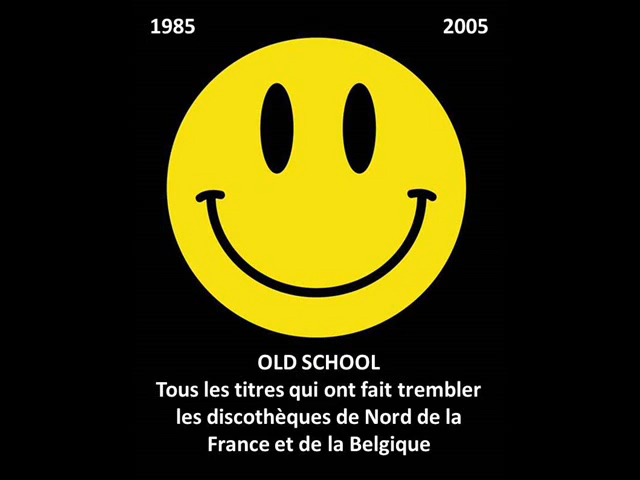 1985 2005
OLD SCHOOL
Tous les titres qui ont fait trembler
les discothèques de Nord de la
France et de la Belgique